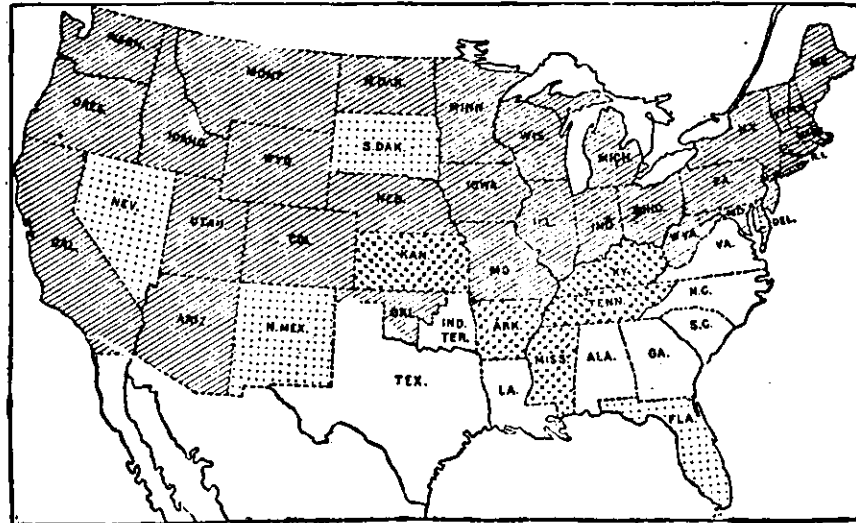 WASH.
MONT.
N.DAK.
MINN.
ME.
OREG.
IDAHO.
WYO.
S.DAK.
WIS.
MICH.
N.Y.
MASS.
R.I.
NEV.
UTAH
COL.
NEB.
IOWA.
ILL.
IND.
OHIO.
PA.
MD.
DEL.
CAL.
KAN.
MO.
W.VA.
VA.
KY.
ARIZ.
N.MEX.
OKL.
IND.
TER.
ARK.
TENN.
N.C.
S.C.
TEX.
LA.
MISS.
ALA.
GA.
FLA.